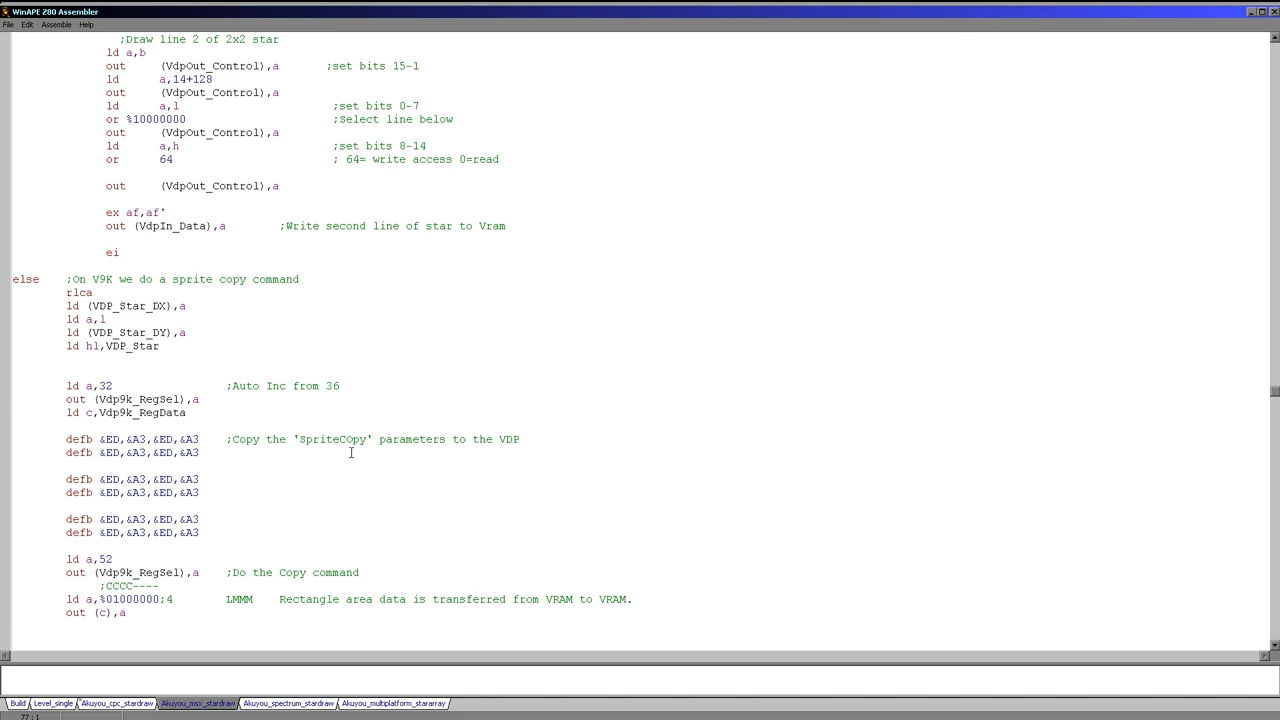 WinAPE Z80 Assembler
File Edit Assemble Help
;Draw line 2 of 2x2 star
ld a,b
out (VdpOut_Control),a ;set bits 15-1
ld a,14+128
out (VdpOut_Control),a
ld a,l ;set bits 0-7
or %10000000 ;Select line below
out (VdpOut_Control),a
ld a,h ;set bits 8-14
or 64 ; 64= write access 0=read
out (VdpOut_Control),a
ex af,af'
out (VdpIn_Data),a ;Write second line of star to Vram
ei
else ;On V9K we do a sprite copy command
rlca
ld (VDP_Star_DX),a
ld a,l
ld (VDP_Star_DY),a
ld hl,VDP_Star
ld a,32 ;Auto Inc from 36
out (Vdp9k_RegSel),a
ld c,Vdp9k_RegData
defb &ED,&A3,&ED,&A3 ;Copy the 'SpriteCOpy' parameters to the VDP
defb &ED,&A3,&ED,&A3
defb &ED,&A3,&ED,&A3
defb &ED,&A3,&ED,&A3
defb &ED,&A3,&ED,&A3
defb &ED,&A3,&ED,&A3
ld a,52
out (Vdp9k_RegSel),a ;Do the Copy command
;CCCC----
ld a,%01000000;4 LMMM Rectangle area data is transferred from VRAM to VRAM.
out (c),a
Build Level_single Akuyou_cpc_stardraw Akuyou_msx_stardraw Akuyou_spectrum_stardraw Akuyou_multiplatform_stararray
77 : 1